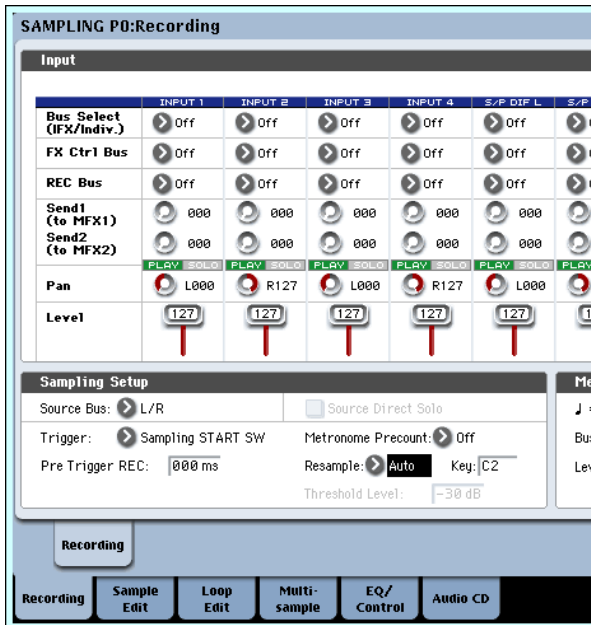 SAMPLING P0:Recording
Input
INPUT 1 INPUT 2 INPUT 3 INPUT 4 S/P DIF L S/P
Bus Select
(IFX/Indiv.) Off Off Off Off Off
FX Ctrl Bus Off Off Off Off Off
REC Bus Off Off Off Off Off
Send1
(to MFX1) 000 000 000 000 000
Send2
(to MFX2) 000 000 000 000 000
PLAY SOLO PLAY SOLO PLAY SOLO PLAY SOLO PLAY SOLO PLAY
Pan L000 R127 L000 R127 L000
Level 127 127 127 127 127
Sampling Setup Me
Source Bus: L/R Source Direct Solo
Trigger: Sampling START SW Metronome Precount: Off Bu
Pre Trigger REC: 000 ms Resample: Auto Key: C2 Lev
Threshold Level: -30 dB
Recording
Recording Sample Edit Loop Edit Multi-sample EQ/Control Audio CD